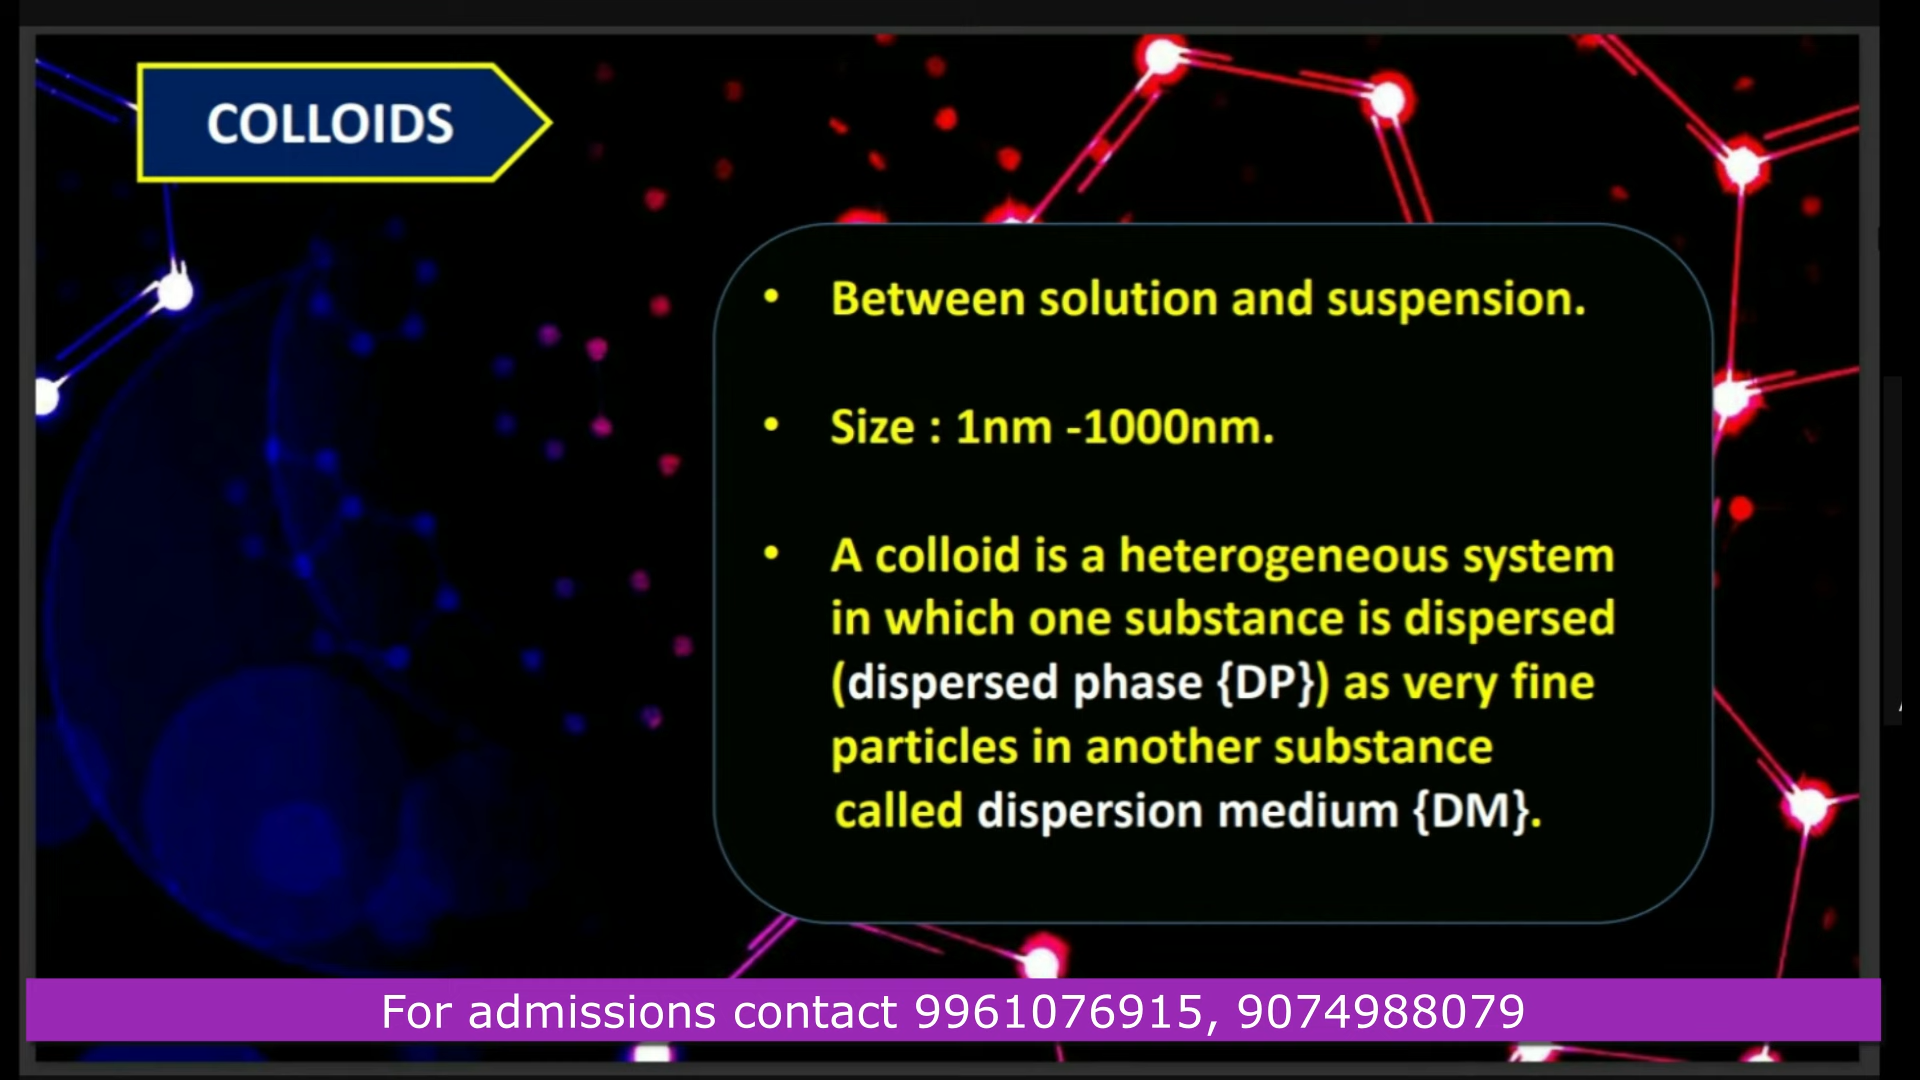 COLLOIDS
• Between solution and suspension.
• Size : 1nm -1000nm.
• A colloid is a heterogeneous system
in which one substance is dispersed
(dispersed phase {DP}) as very fine
particles in another substance
called dispersion medium {DM}.
For admissions contact 9961076915, 9074988079